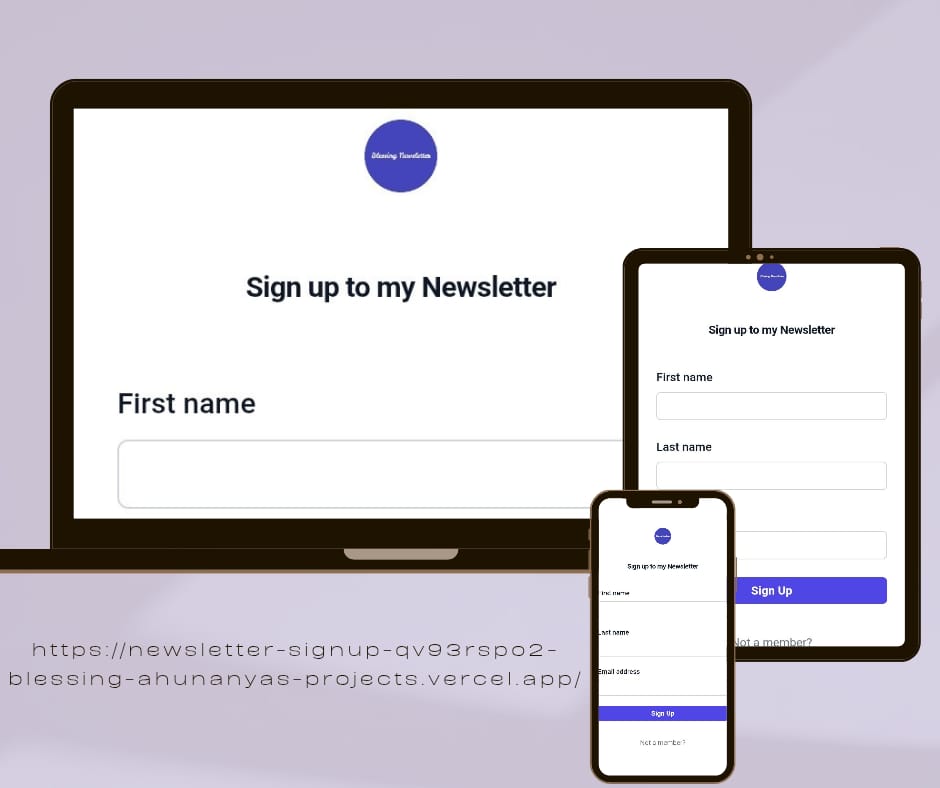 Blessing Newsletter
Sign up to my Newsletter
First name
Sign up to my Newsletter
First name
Last name
Sign Up
Not a member?
Sign up to my Newsletter
First name
Last name
Email address
Sign Up
Not a member?
https://newsletter-signup-qv93rspo2-
blessing-ahunanyas-projects.vercel.app/